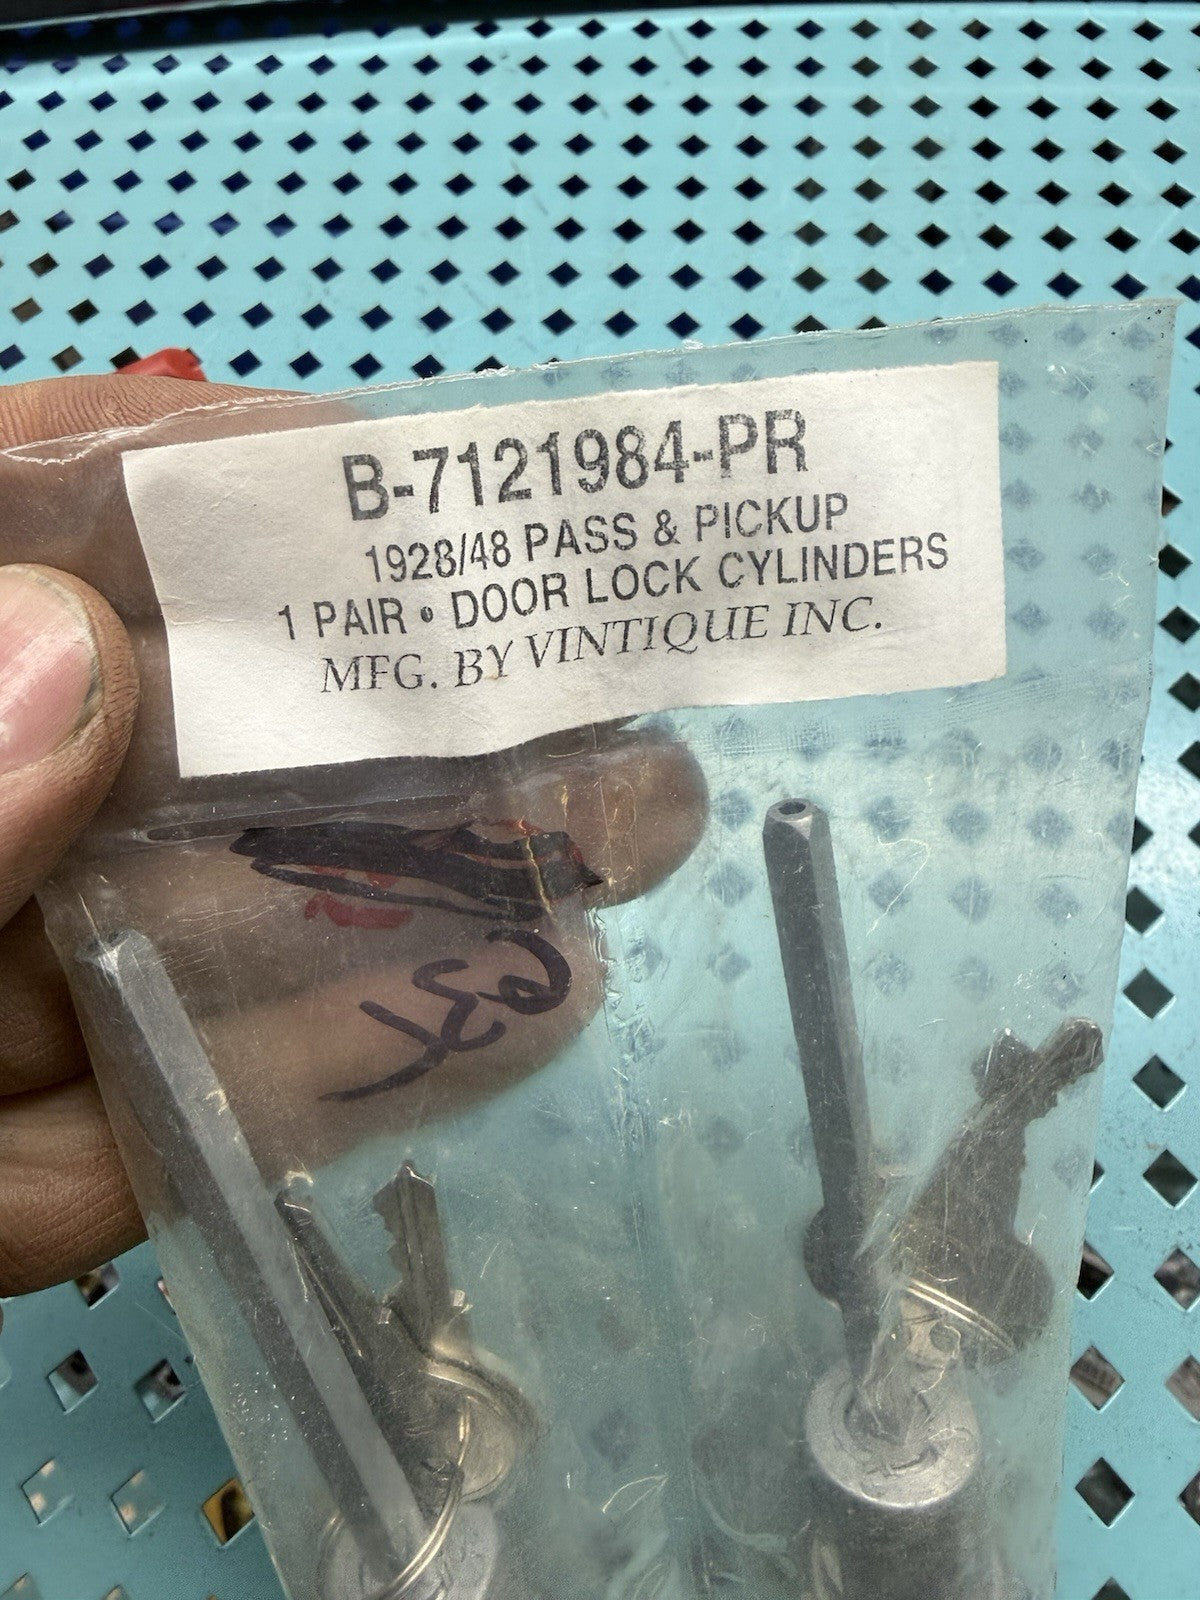 B-7121984-PR
1928/48 PASS & PICKUP
1 PAIR • DOOR LOCK CYLINDERS
MFG. BY VINTIQUE INC.